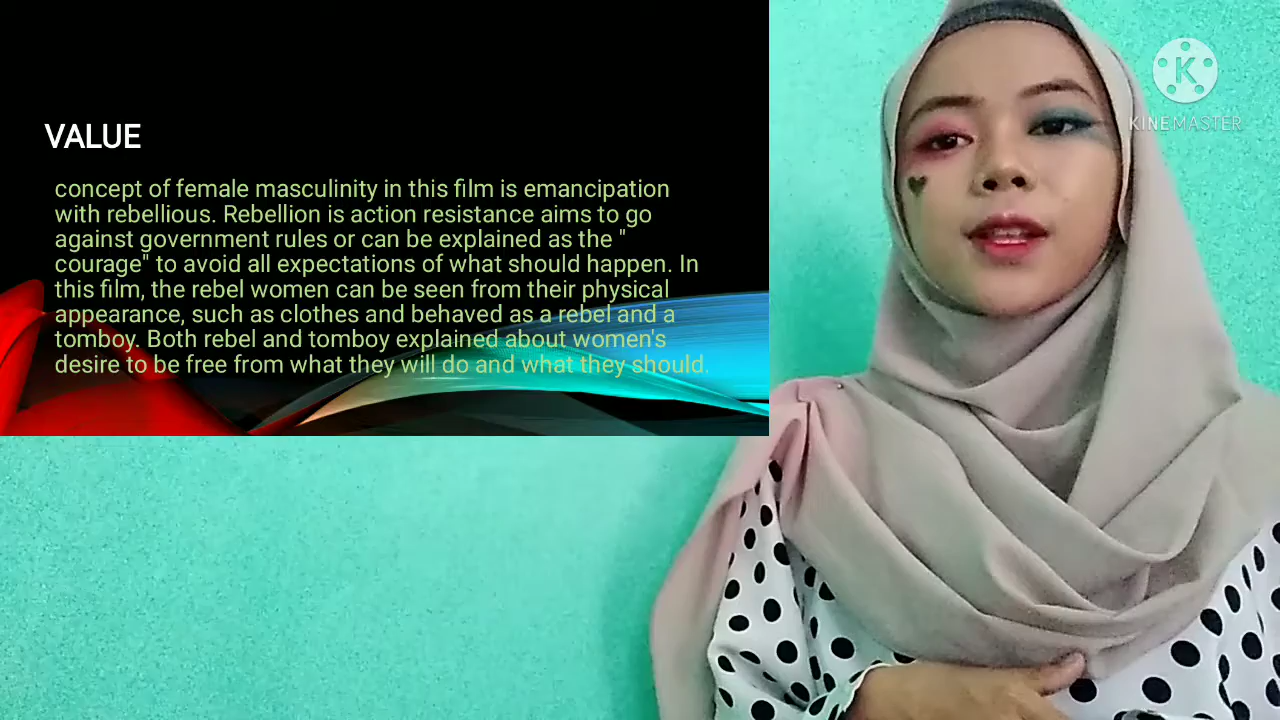 VALUE
concept of female masculinity in this film is emancipation
with rebellious. Rebellion is action resistance aims to go
against government rules or can be explained as the "
courage" to avoid all expectations of what should happen. In
this film, the rebel women can be seen from their physical
appearance, such as clothes and behaved as a rebel and a
tomboy. Both rebel and tomboy explained about women's
desire to be free from what they will do and what they should.
K
KINEMASTER